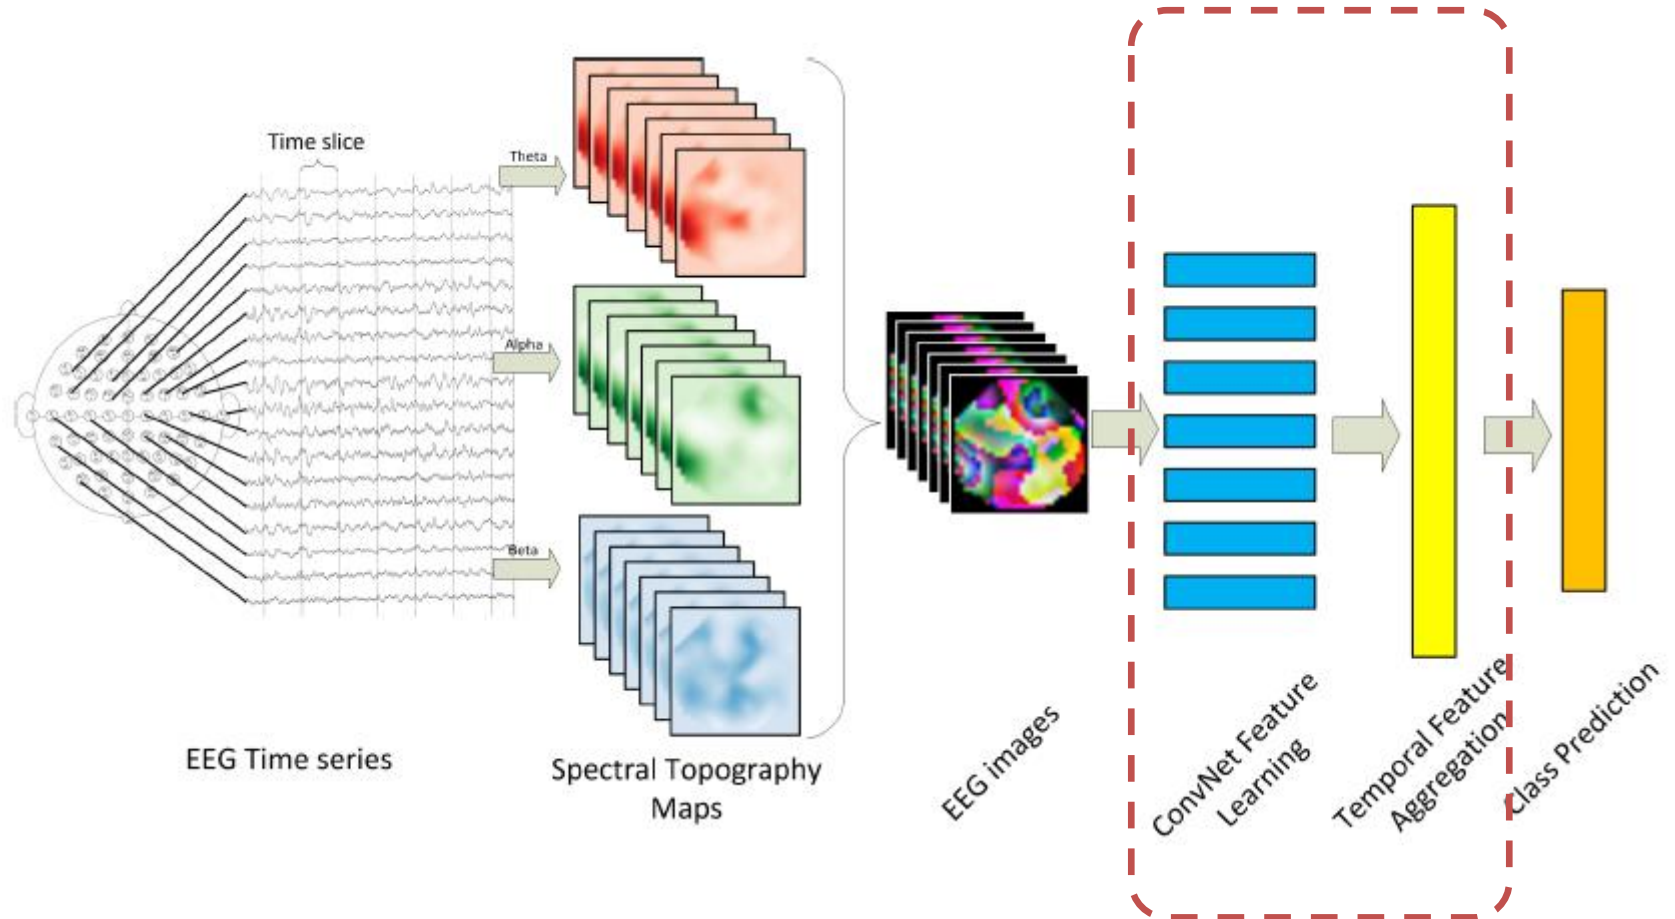 Time slice
Theta
Alpha
Beta
EEG Time series
Spectral Topography
Maps
EEG images
ConvNet Feature
Learning
Temporal Feature
Aggregation
Class Prediction